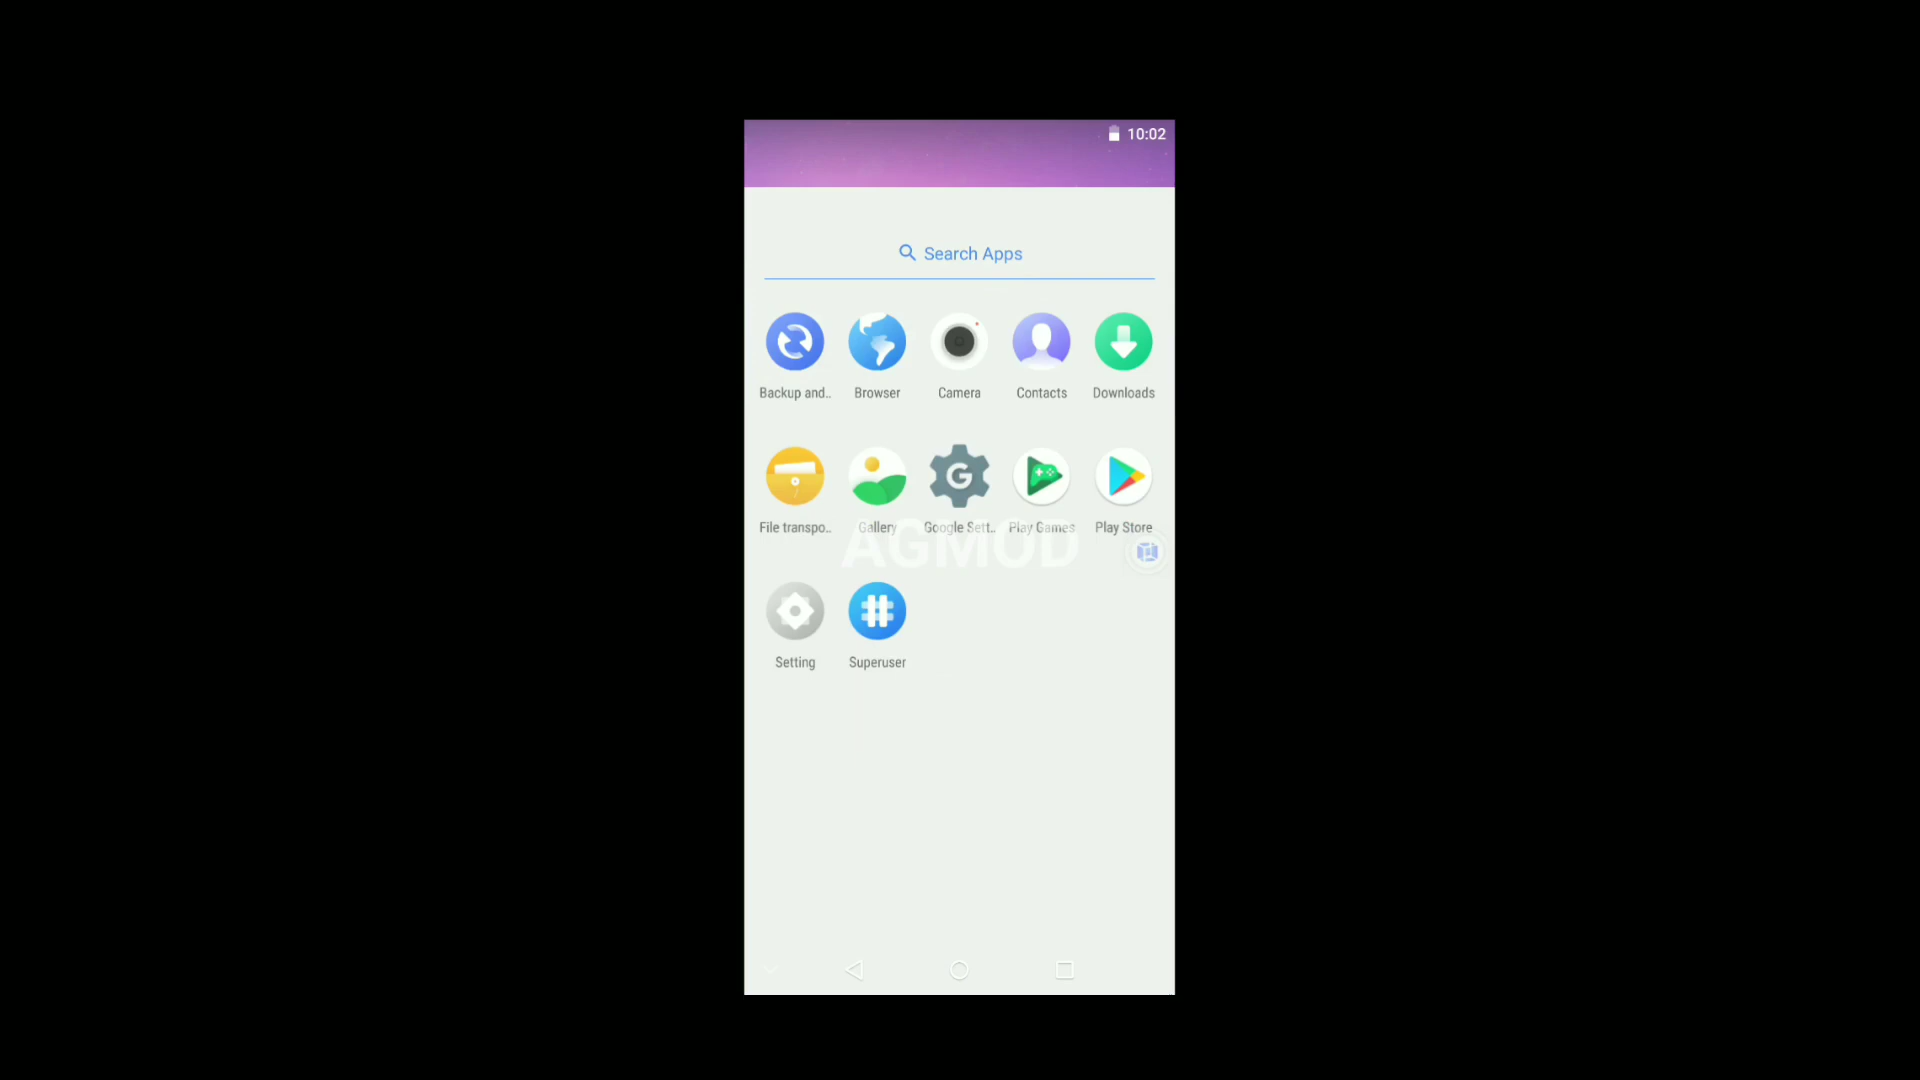 10:02
Search Apps
Backup and..
Browser
Camera
Contacts
Downloads
File transpo..
Gallery
Google Sett..
Play Games
Play Store
AGMOD
Setting
Superuser